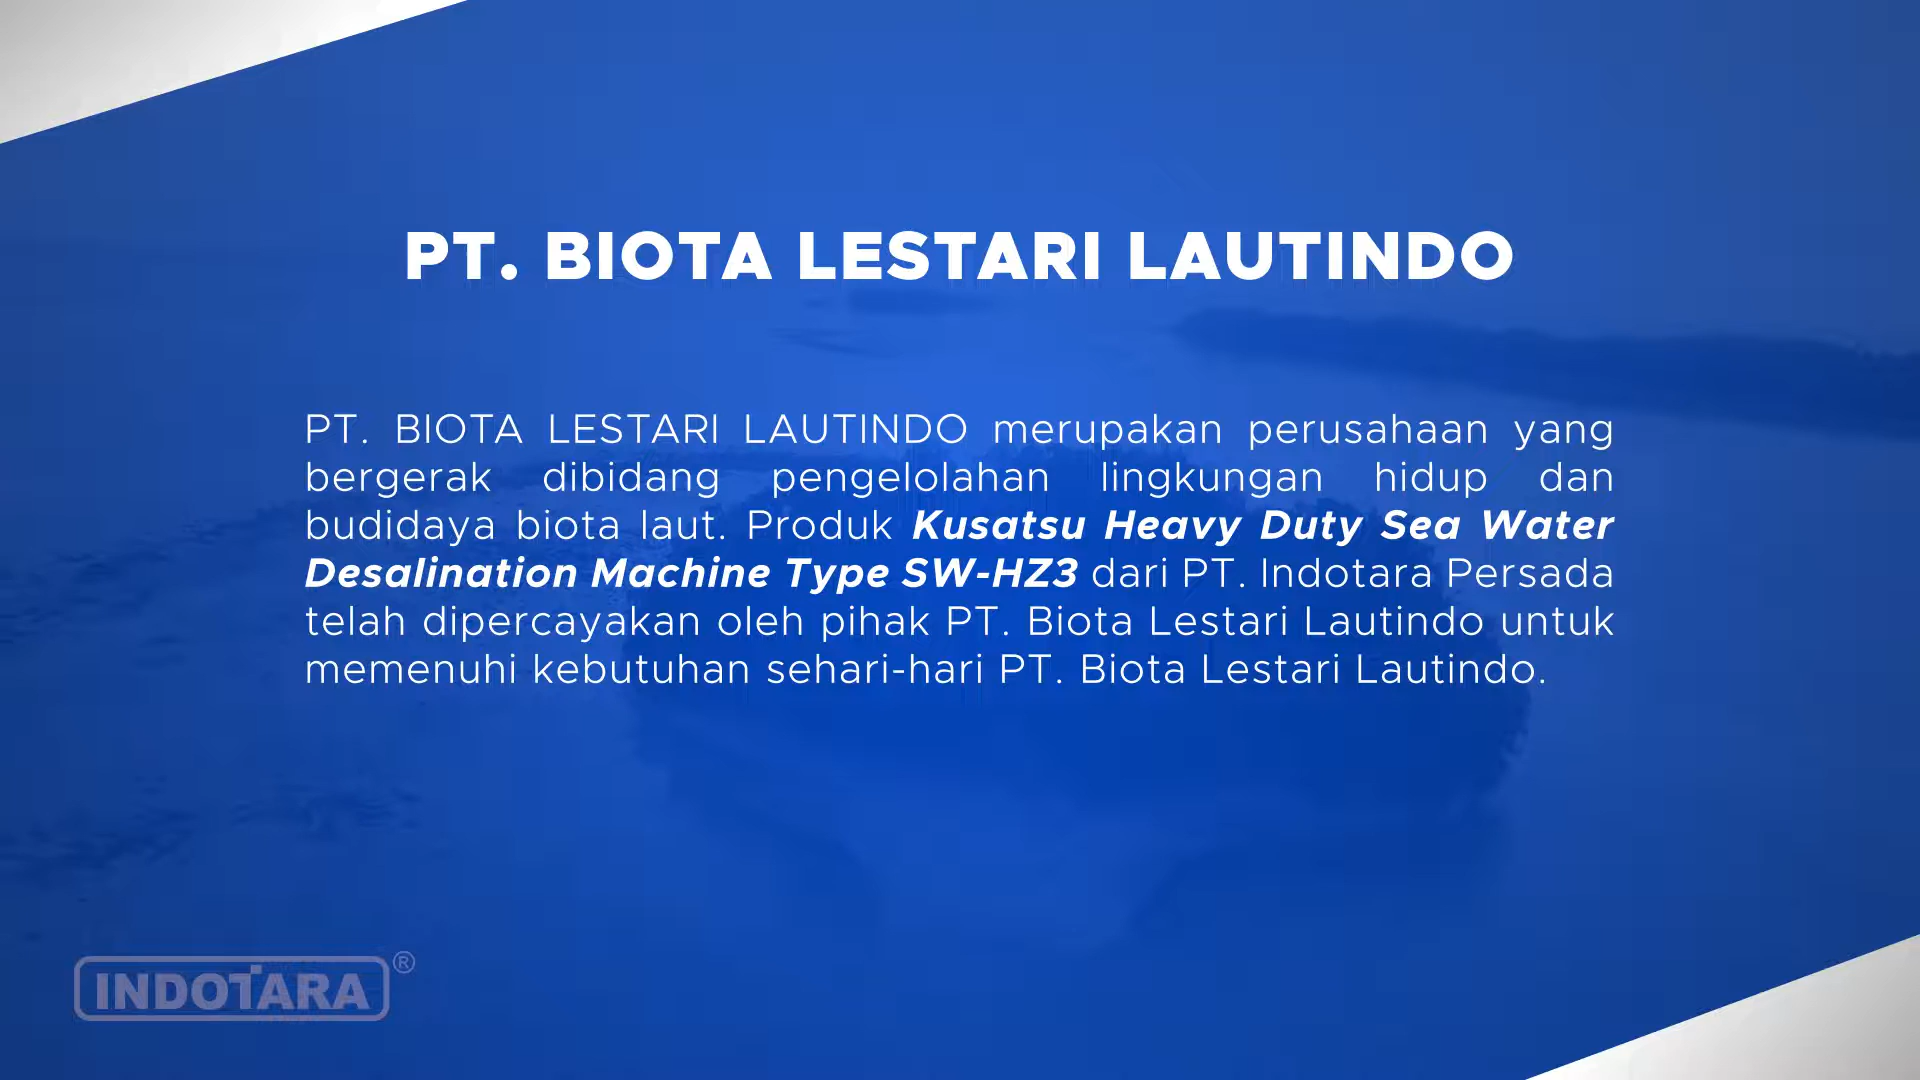 PT. BIOTA LESTARI LAUTINDO
PT. BIOTA LESTARI LAUTINDO merupakan perusahaan yang
bergerak dibidang pengelolahan lingkungan hidup dan
budidaya biota laut. Produk Kusatsu Heavy Duty Sea Water
Desalination Machine Type SW-HZ3 dari PT. Indotara Persada
telah dipercayakan oleh pihak PT. Biota Lestari Lautindo untuk
memenuhi kebutuhan sehari-hari PT. Biota Lestari Lautindo.
INDOTARA®